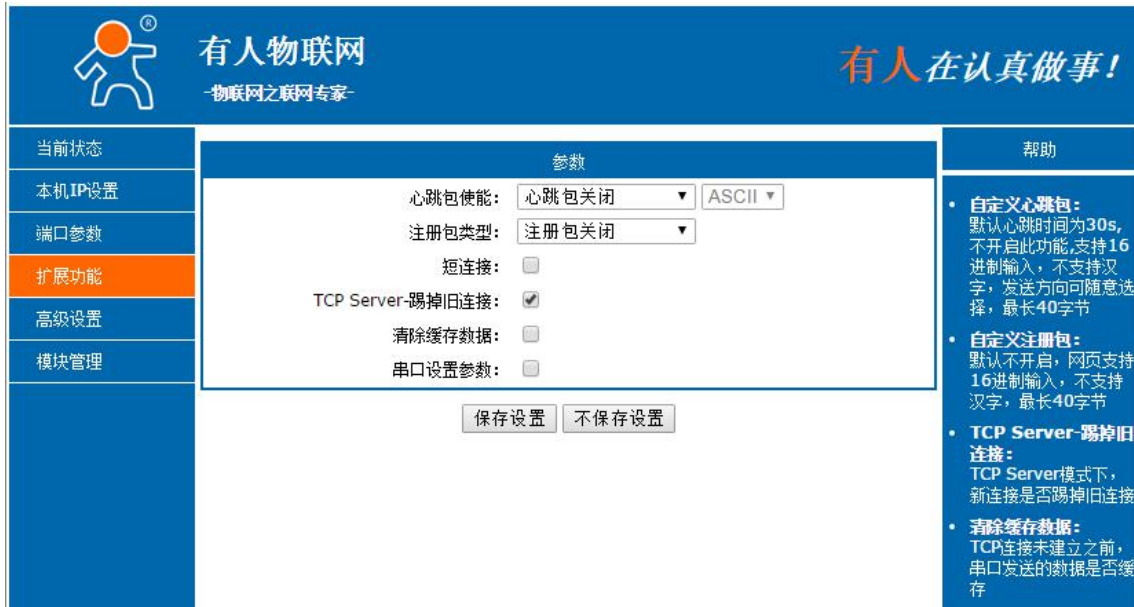 ®
有人物联网
-物联网之联网专家-
有人在认真做事!
当前状态
本机IP设置
端口参数
扩展功能
高级设置
模块管理
参数
心跳包使能: 心跳包关闭 ASCII
注册包类型: 注册包关闭
短连接:
TCP Server-踢掉旧连接:
清除缓存数据:
串口设置参数:
保存设置 不保存设置
帮助
• 自定义心跳包:
默认心跳时间为30s,
不开启此功能,支持16
进制输入，不支持汉
字，发送方向可随意选
择，最长40字节
• 自定义注册包:
默认不开启，网页支持
16进制输入，不支持
汉字，最长40字节
• TCP Server-踢掉旧
连接:
TCP Server模式下，
新连接是否踢掉旧连接
• 清除缓存数据:
TCP连接未建立之前，
串口发送的数据是否缓
存